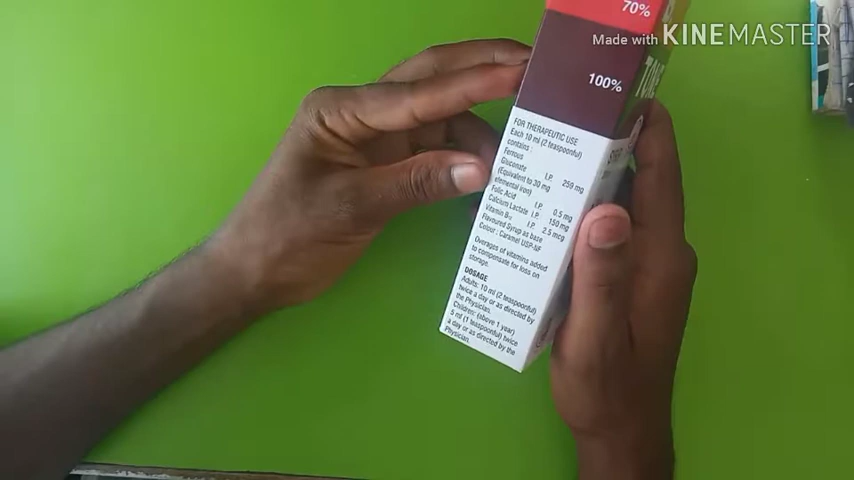 70%
Made with KINEMASTER
100%
FOR THERAPEUTIC USE
Each 10 ml (2 teaspoonful)
contains :
Ferrous
Gluconate I.P. 259 mg
(Equivalent to 30 mg
elemental iron)
Folic Acid I.P. 0.5 mg
Calcium Lactate I.P. 150 mg
Vitamin B12 I.P. 2.5 mcg
Flavoured Syrup as base
Colour : Caramel USP-NF
Overages of vitamins added
to compensate for loss on
storage.
DOSAGE
Adults: 10 ml (2 teaspoonful)
twice a day or as directed by
the Physician.
Children: (above 1 year)
5 ml (1 teaspoonful) twice
a day or as directed by the
Physician.